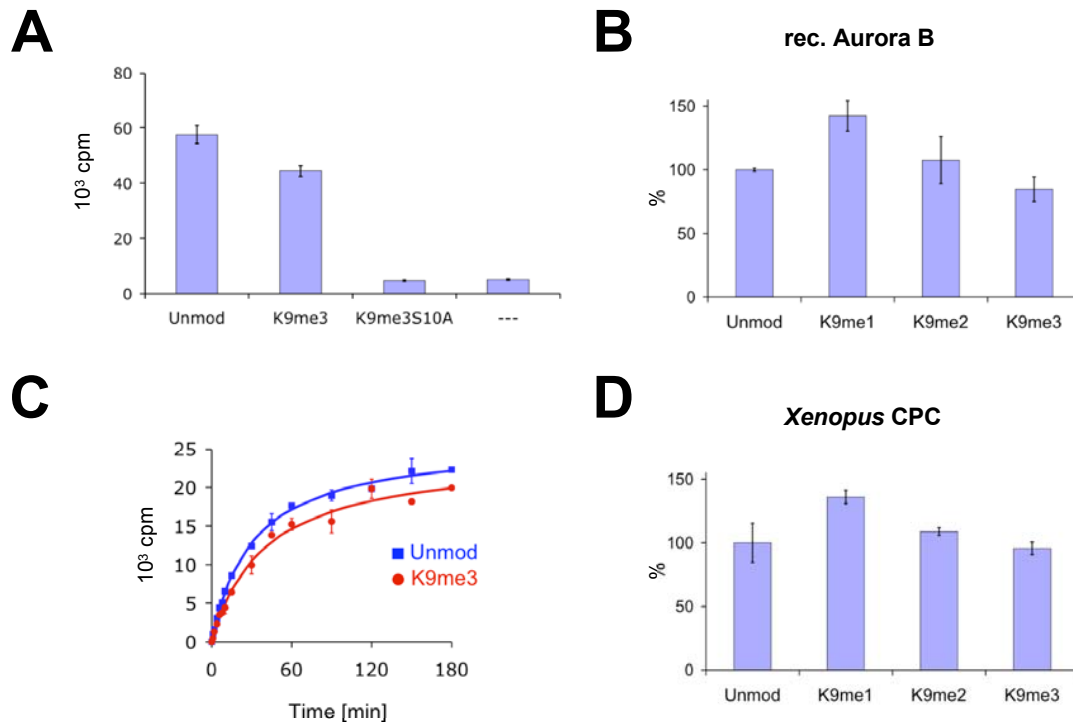 A
10³ cpm
80
60
40
20
0
Unmod K9me3 K9me3S10A ---
B
rec. Aurora B
%
150
100
50
0
Unmod K9me1 K9me2 K9me3
C
10³ cpm
25
20
15
10
5
0
Unmod
K9me3
0 60 120 180
Time [min]
D
Xenopus CPC
%
150
100
50
0
Unmod K9me1 K9me2 K9me3